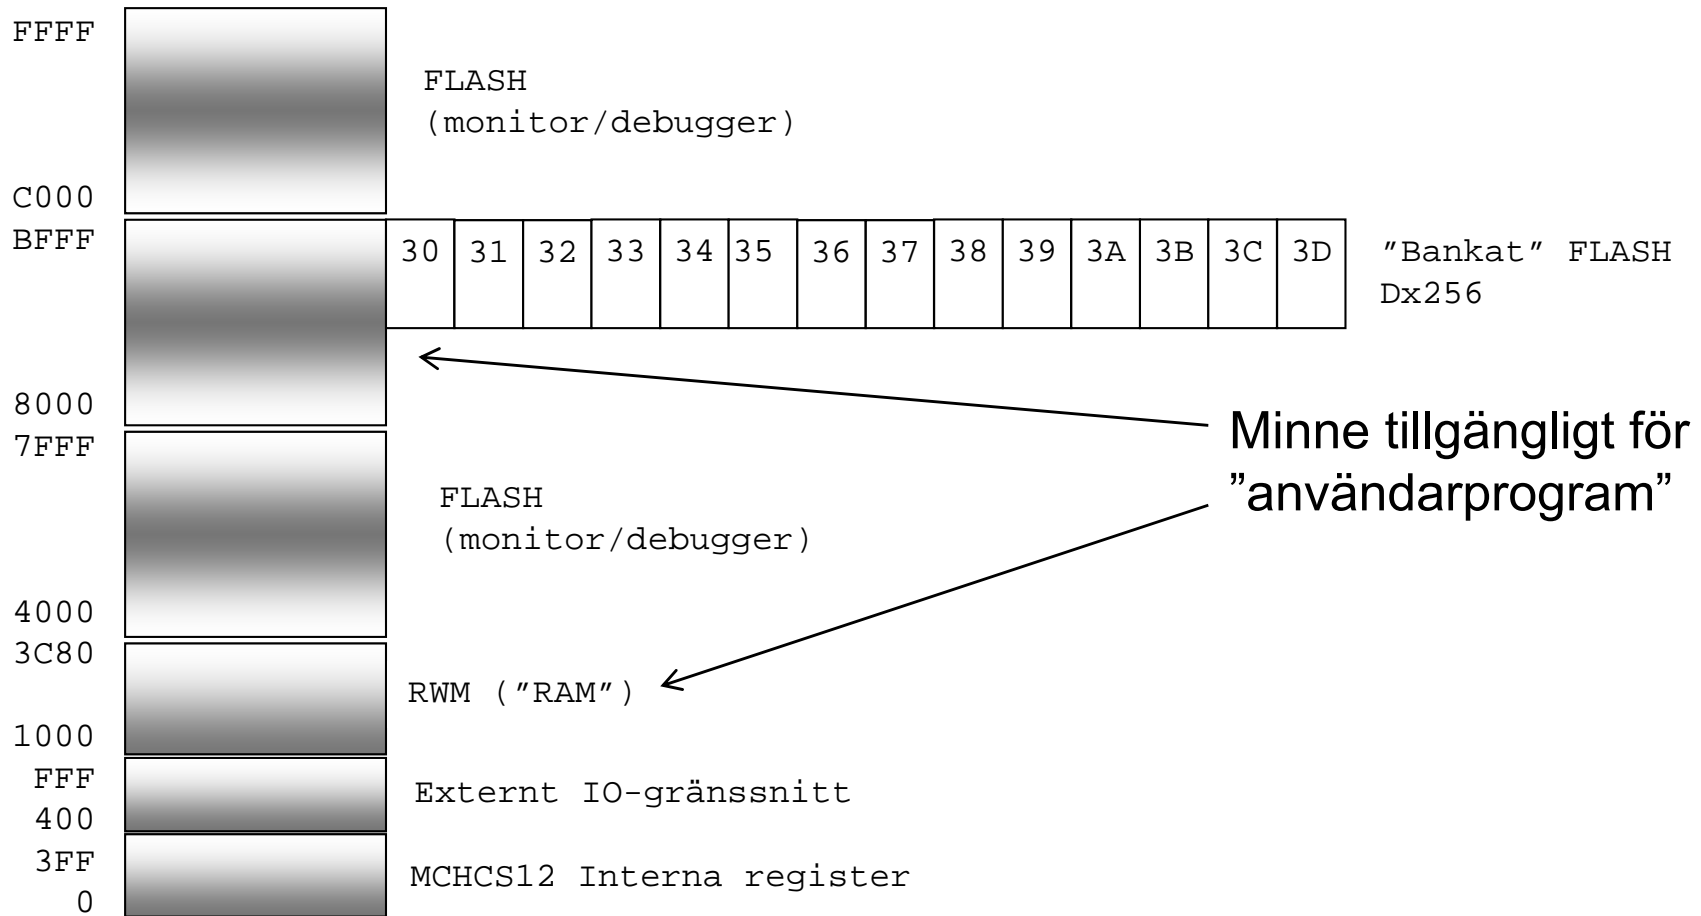 FFFF
FLASH
(monitor/debugger)
C000
BFFF
30 31 32 33 34 35 36 37 38 39 3A 3B 3C 3D
"Bankat" FLASH
Dx256
8000
7FFF
Minne tillgängligt för
"användarprogram"
FLASH
(monitor/debugger)
4000
3C80
RWM ("RAM")
1000
FFF
Externt IO-gränssnitt
400
3FF
MCHCS12 Interna register
0